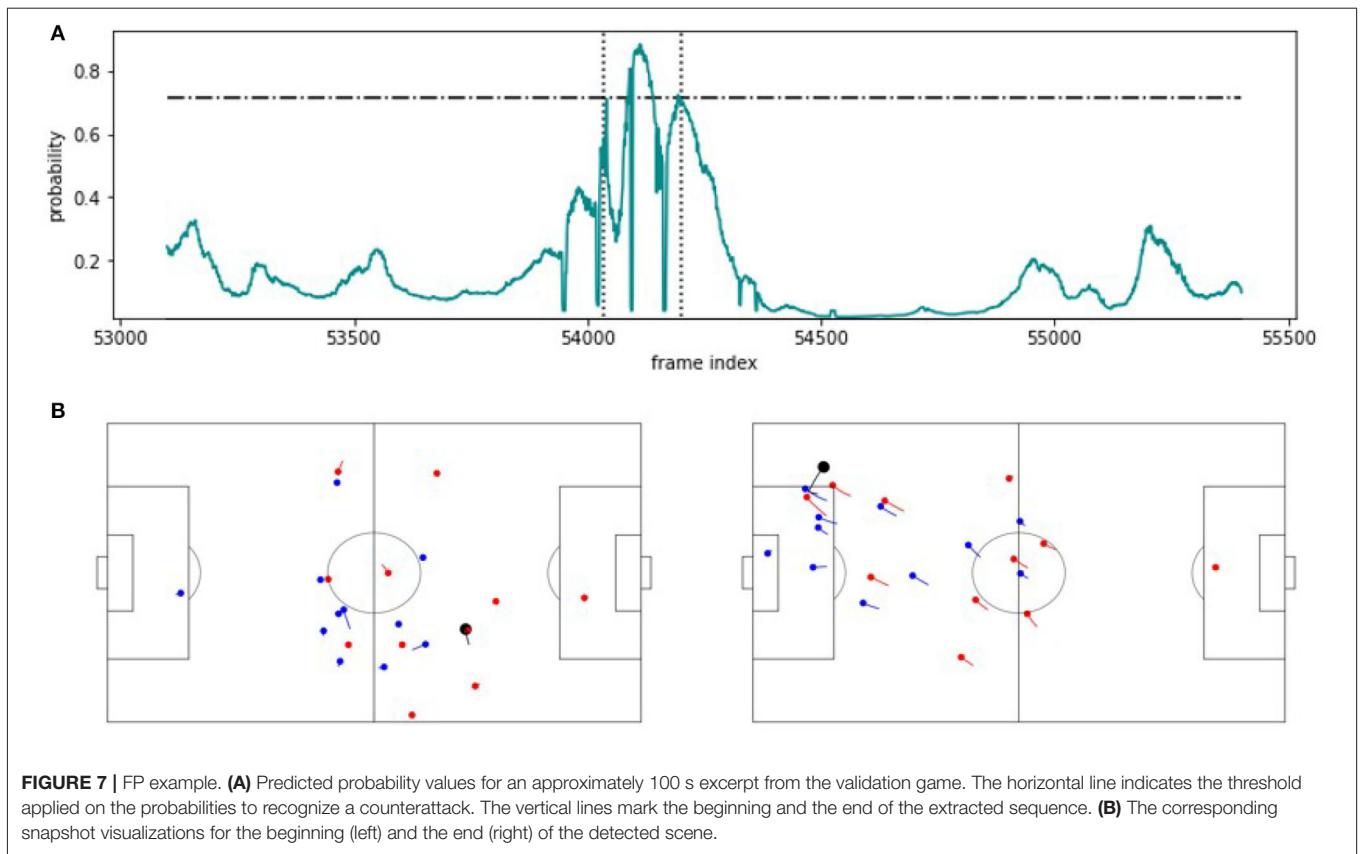 A
0.8
0.6
0.4
0.2
probability
53000 53500 54000 54500 55000 55500
frame index
B
FIGURE 7 | FP example. (A) Predicted probability values for an approximately 100 s excerpt from the validation game. The horizontal line indicates the threshold
applied on the probabilities to recognize a counterattack. The vertical lines mark the beginning and the end of the extracted sequence. (B) The corresponding
snapshot visualizations for the beginning (left) and the end (right) of the detected scene.